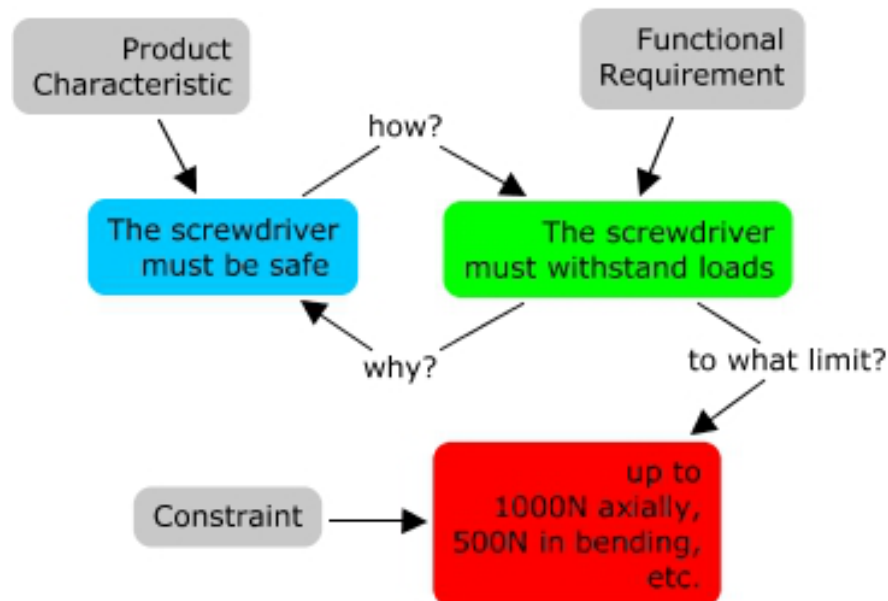 Product
Characteristic
Functional
Requirement
how?
The screwdriver
must be safe
The screwdriver
must withstand loads
why?
to what limit?
up to
1000N axially,
500N in bending,
etc.
Constraint